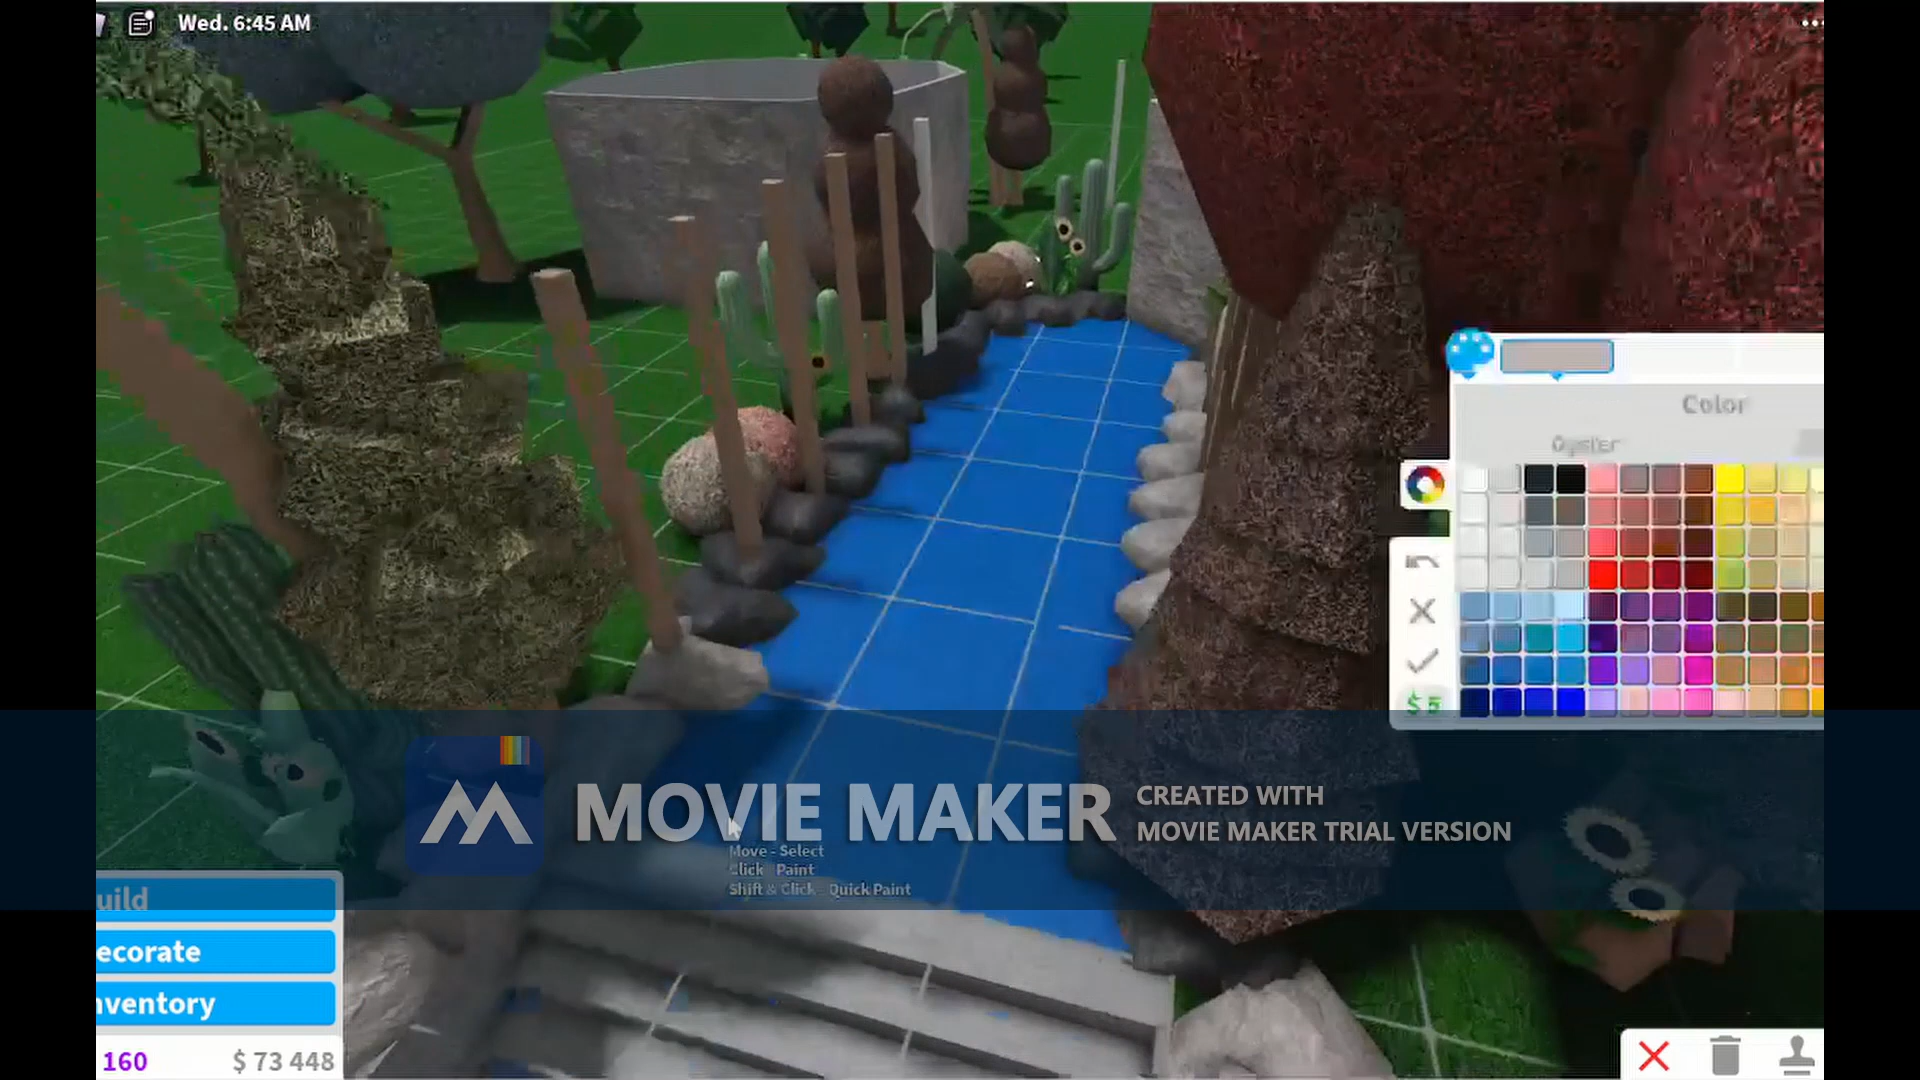 Wed. 6:45 AM
Color
Oyster
$5
MOVIE MAKER
CREATED WITH
MOVIE MAKER TRIAL VERSION
Move - Select
Click - Paint
Shift & Click - Quick Paint
uild
ecorate
nventory
160
$ 73 448